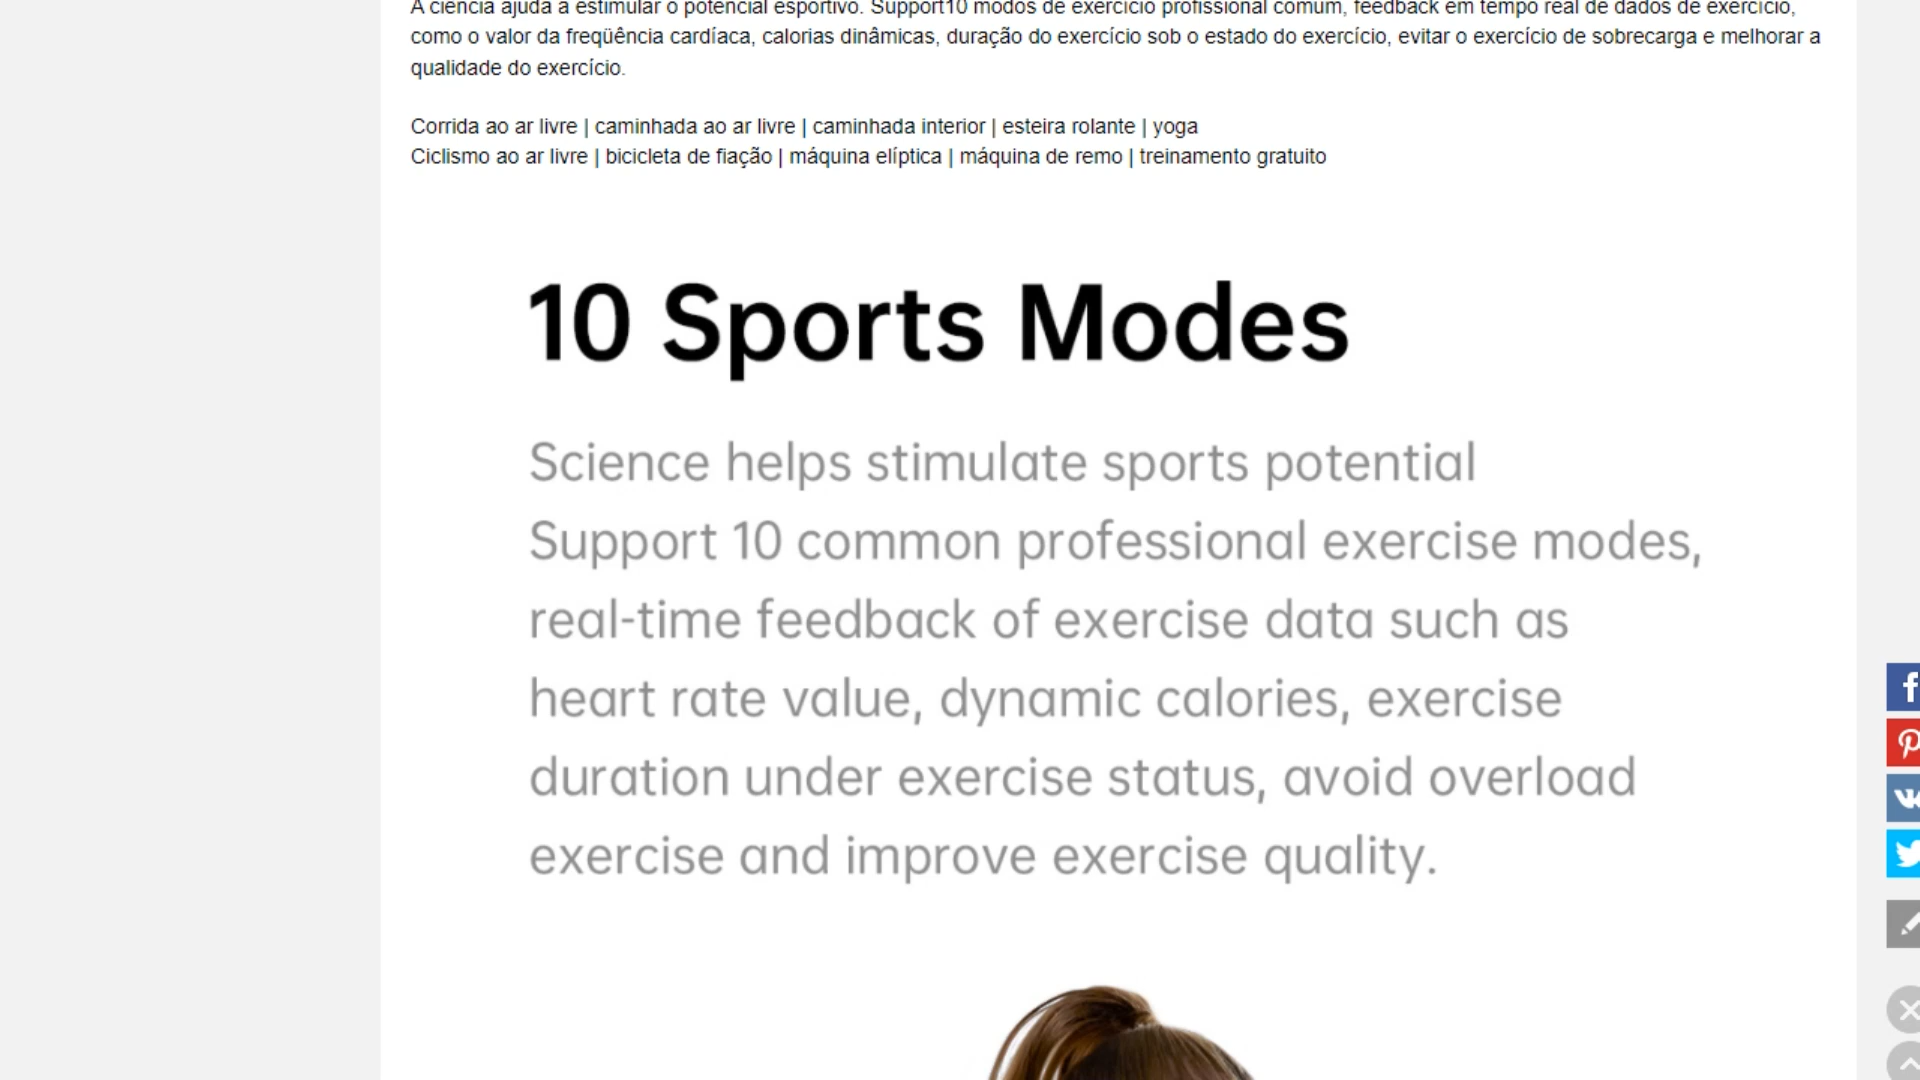 A ciência ajuda a estimular o potencial esportivo. Support10 modos de exercício profissional comum, feedback em tempo real de dados de exercício,
como o valor da freqüência cardíaca, calorias dinâmicas, duração do exercício sob o estado do exercício, evitar o exercício de sobrecarga e melhorar a
qualidade do exercício.
Corrida ao ar livre | caminhada ao ar livre | caminhada interior | esteira rolante | yoga
Ciclismo ao ar livre | bicicleta de fiação | máquina elíptica | máquina de remo | treinamento gratuito
10 Sports Modes
Science helps stimulate sports potential
Support 10 common professional exercise modes,
real-time feedback of exercise data such as
heart rate value, dynamic calories, exercise
duration under exercise status, avoid overload
exercise and improve exercise quality.